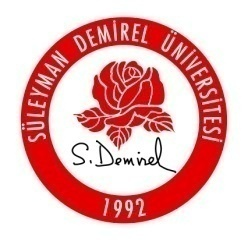 SÜLEYMAN DEMİREL ÜNİVERSİTESİ
S. Demirel
1992